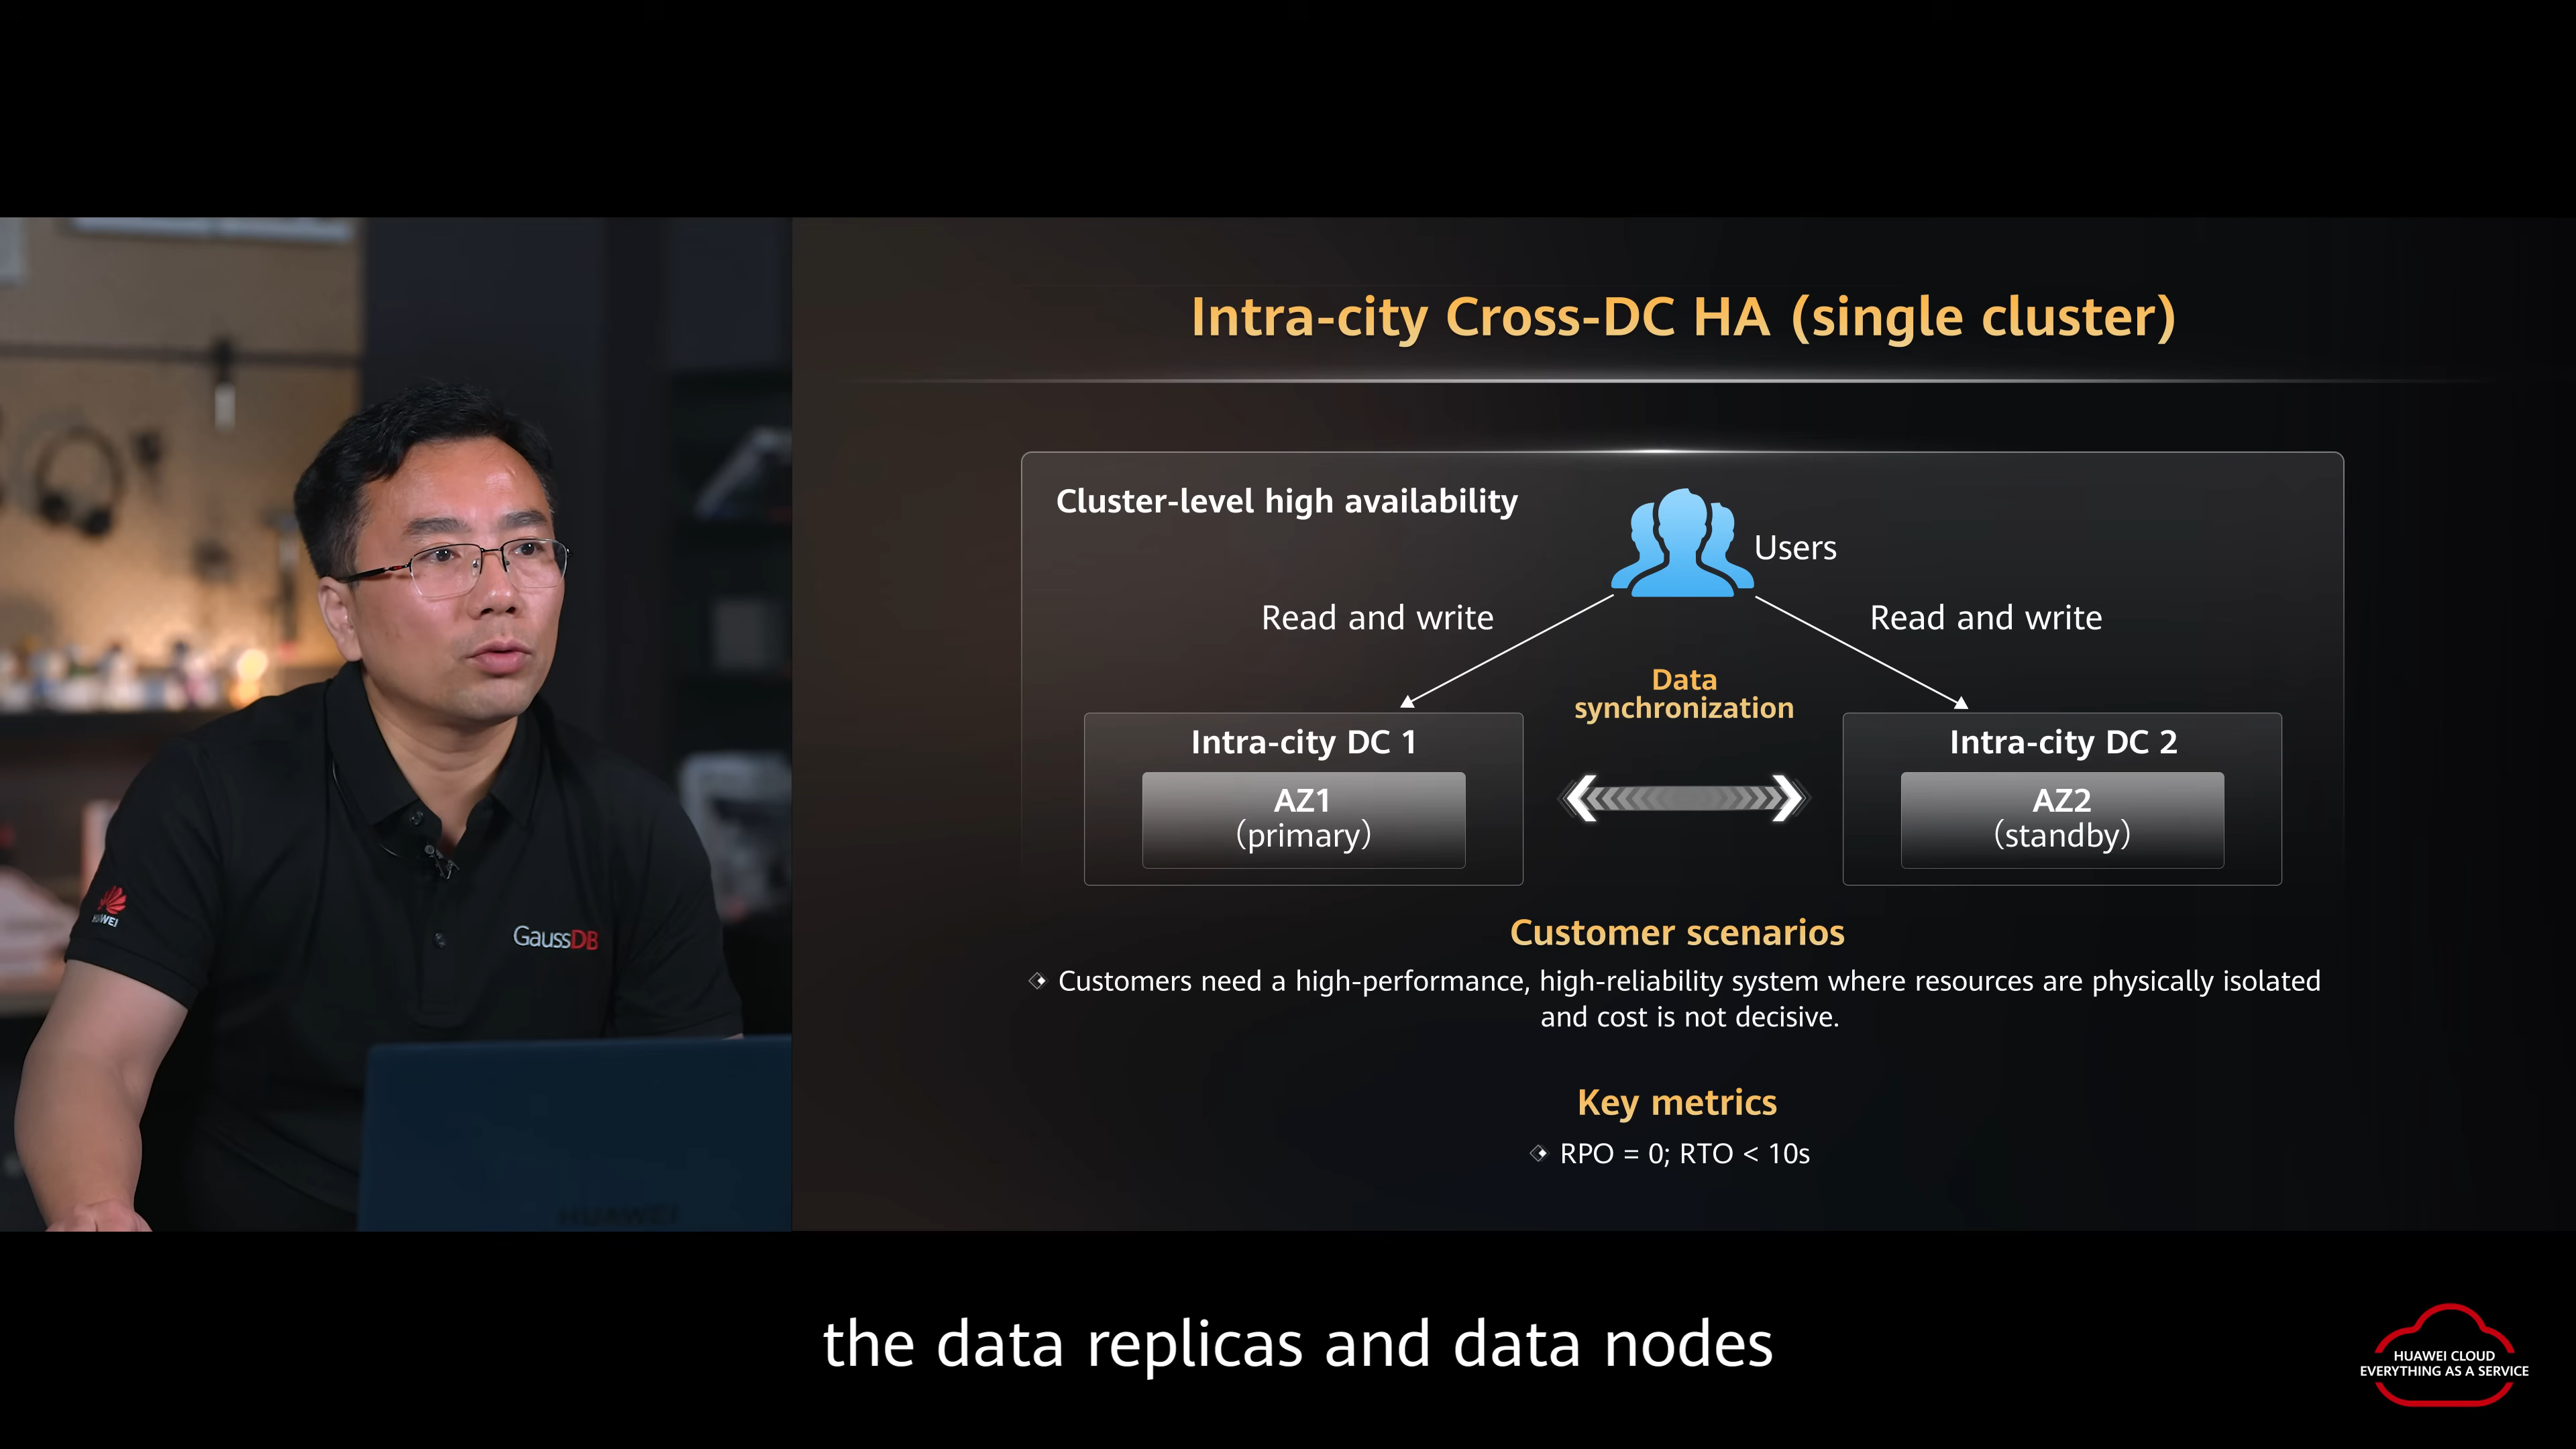 Intra-city Cross-DC HA (single cluster)
Cluster-level high availability
Users
Read and write
Read and write
Data
synchronization
Intra-city DC 1
AZ1
(primary)
Intra-city DC 2
AZ2
(standby)
Customer scenarios
Customers need a high-performance, high-reliability system where resources are physically isolated
and cost is not decisive.
Key metrics
RPO = 0; RTO < 10s
HUAWEI
GaussDB
HUAWEI
the data replicas and data nodes
HUAWEI CLOUD
EVERYTHING AS A SERVICE